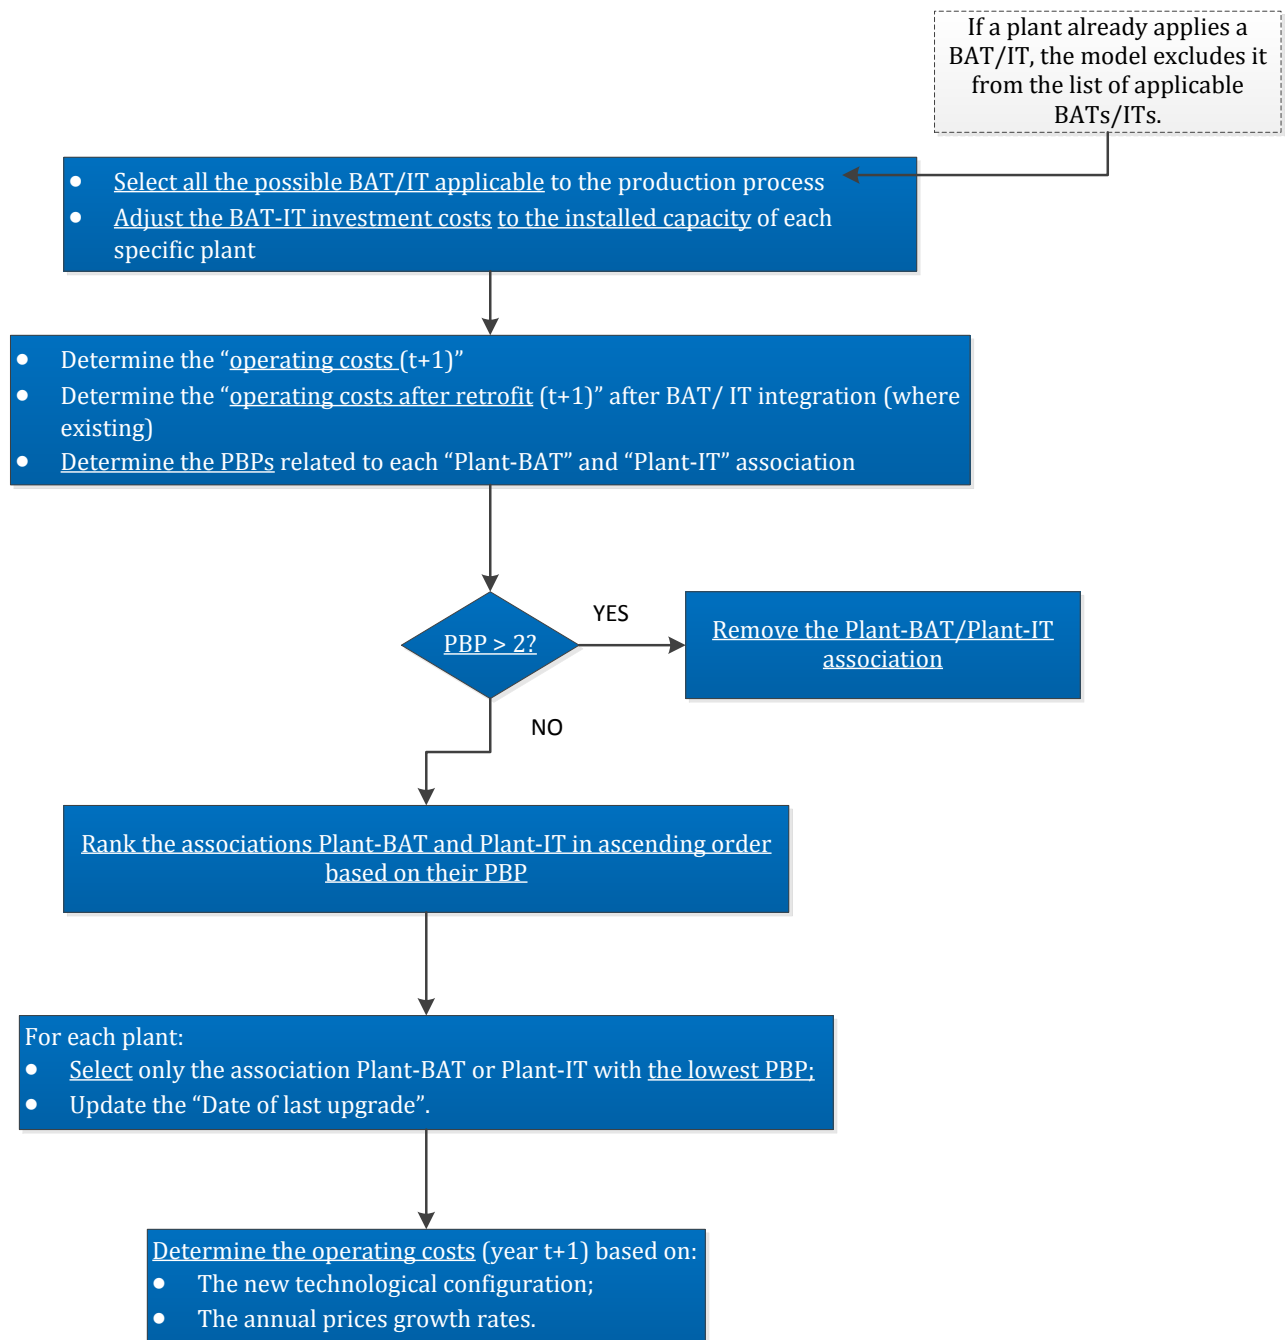 If a plant already applies a
BAT/IT, the model excludes it
from the list of applicable
BATs/ITs.
● Select all the possible BAT/IT applicable to the production process
● Adjust the BAT-IT investment costs to the installed capacity of each
specific plant
● Determine the “operating costs (t+1)”
● Determine the “operating costs after retrofit (t+1)” after BAT/ IT integration (where
existing)
● Determine the PBPs related to each “Plant-BAT” and “Plant-IT” association
PBP > 2?
YES
Remove the Plant-BAT/Plant-IT
association
NO
Rank the associations Plant-BAT and Plant-IT in ascending order
based on their PBP
For each plant:
● Select only the association Plant-BAT or Plant-IT with the lowest PBP;
● Update the “Date of last upgrade”.
Determine the operating costs (year t+1) based on:
● The new technological configuration;
● The annual prices growth rates.